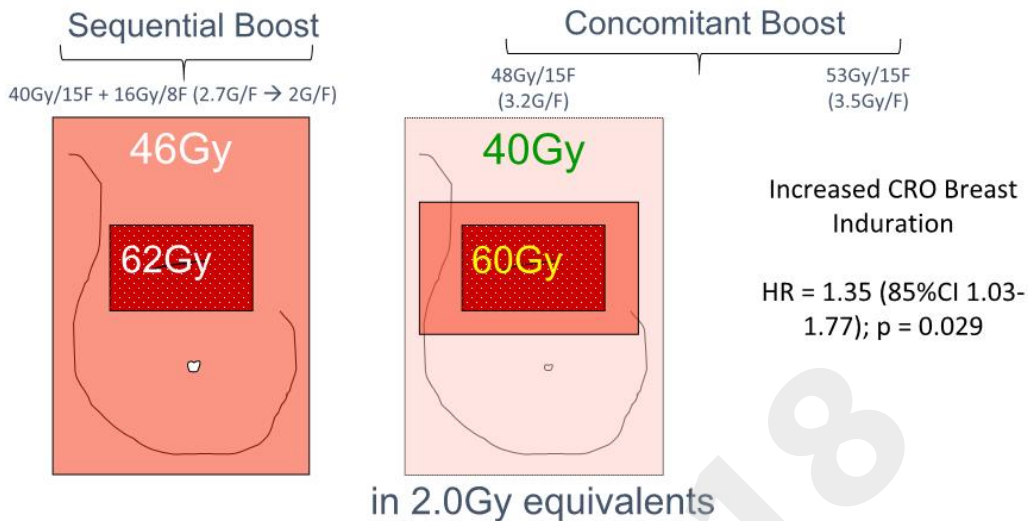 Sequential Boost
Concomitant Boost
40Gy/15F + 16Gy/8F (2.7G/F → 2G/F)
48Gy/15F
(3.2G/F)
53Gy/15F
(3.5Gy/F)
46Gy
62Gy
40Gy
60Gy
Increased CRO Breast
Induration
HR = 1.35 (85%CI 1.03-
1.77); p = 0.029
in 2.0Gy equivalents
18